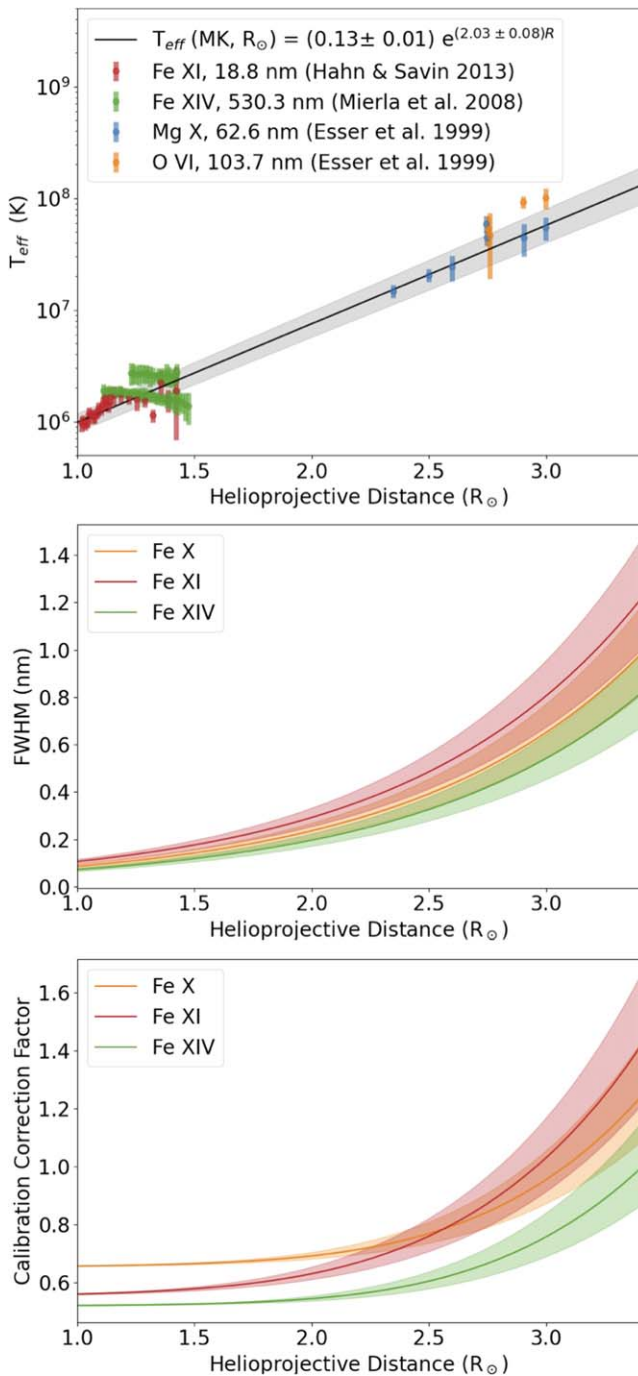 T_eff (MK, R_⊙) = (0.13± 0.01) e^(2.03 ± 0.08)R
Fe XI, 18.8 nm (Hahn & Savin 2013)
Fe XIV, 530.3 nm (Mierla et al. 2008)
Mg X, 62.6 nm (Esser et al. 1999)
O VI, 103.7 nm (Esser et al. 1999)
T_eff (K)
10^9
10^8
10^7
10^6
1.0 1.5 2.0 2.5 3.0
Helioprojective Distance (R_⊙)
Fe X
Fe XI
Fe XIV
FWHM (nm)
1.4
1.2
1.0
0.8
0.6
0.4
0.2
0.0
1.0 1.5 2.0 2.5 3.0
Helioprojective Distance (R_⊙)
Fe X
Fe XI
Fe XIV
Calibration Correction Factor
1.6
1.4
1.2
1.0
0.8
0.6
1.0 1.5 2.0 2.5 3.0
Helioprojective Distance (R_⊙)